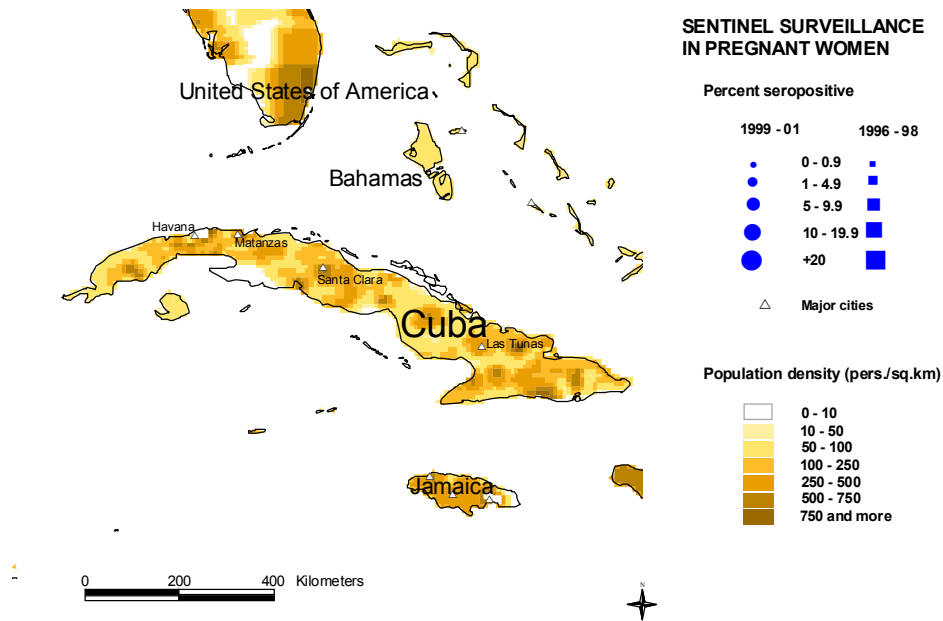 SENTINEL SURVEILLANCE
IN PREGNANT WOMEN
Percent seropositive
1999 - 01 1996 - 98
0 - 0.9
1 - 4.9
5 - 9.9
10 - 19.9
+20
Major cities
Population density (pers./sq.km)
0 - 10
10 - 50
50 - 100
100 - 250
250 - 500
500 - 750
750 and more
United States of America
Bahamas
Havana
Matanzas
Santa Clara
Cuba
Las Tunas
Jamaica
0 200 400 Kilometers
N